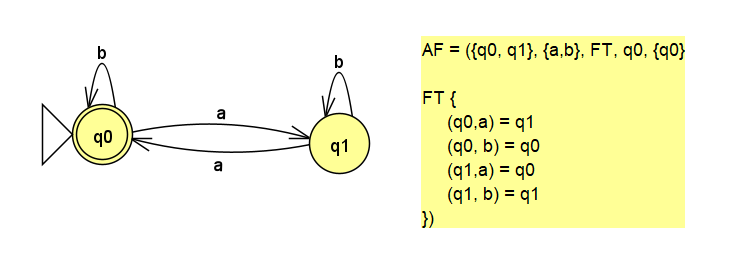 b
b
a
q0
q1
a
AF = ({q0, q1}, {a,b}, FT, q0, {q0}
FT {
(q0,a) = q1
(q0, b) = q0
(q1,a) = q0
(q1, b) = q1
})